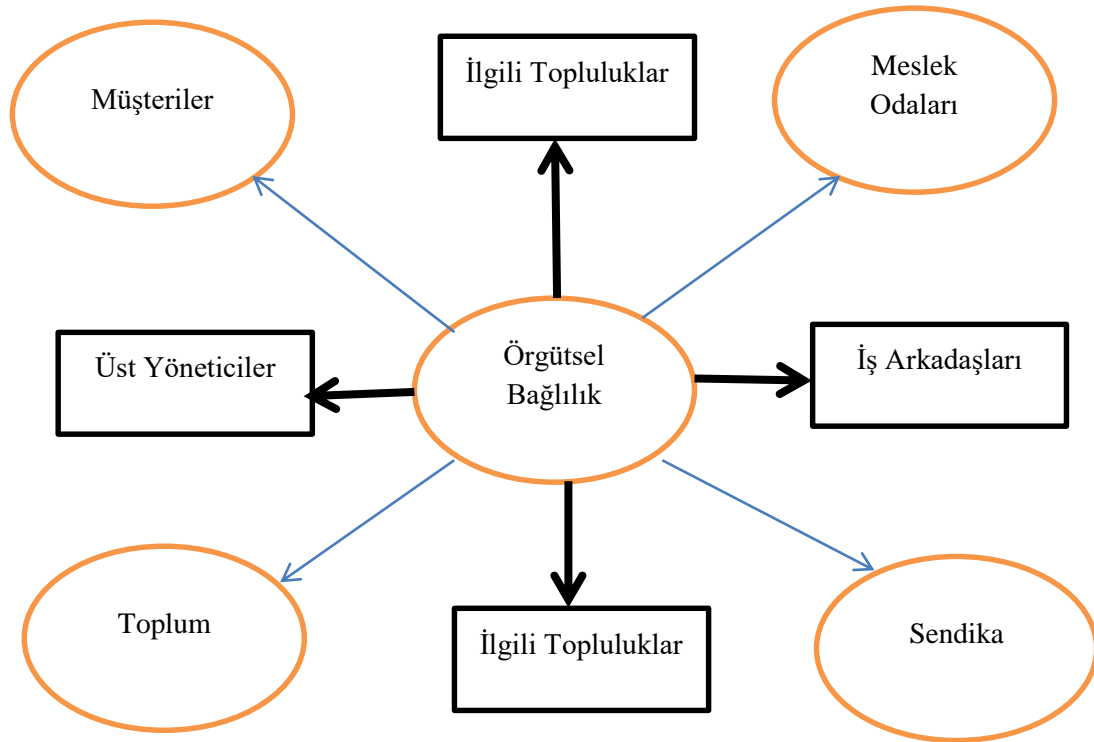 Müşteriler
İlgili Topluluklar
Meslek
Odaları
Üst Yöneticiler
Örgütsel
Bağlılık
İş Arkadaşları
Toplum
İlgili Topluluklar
Sendika